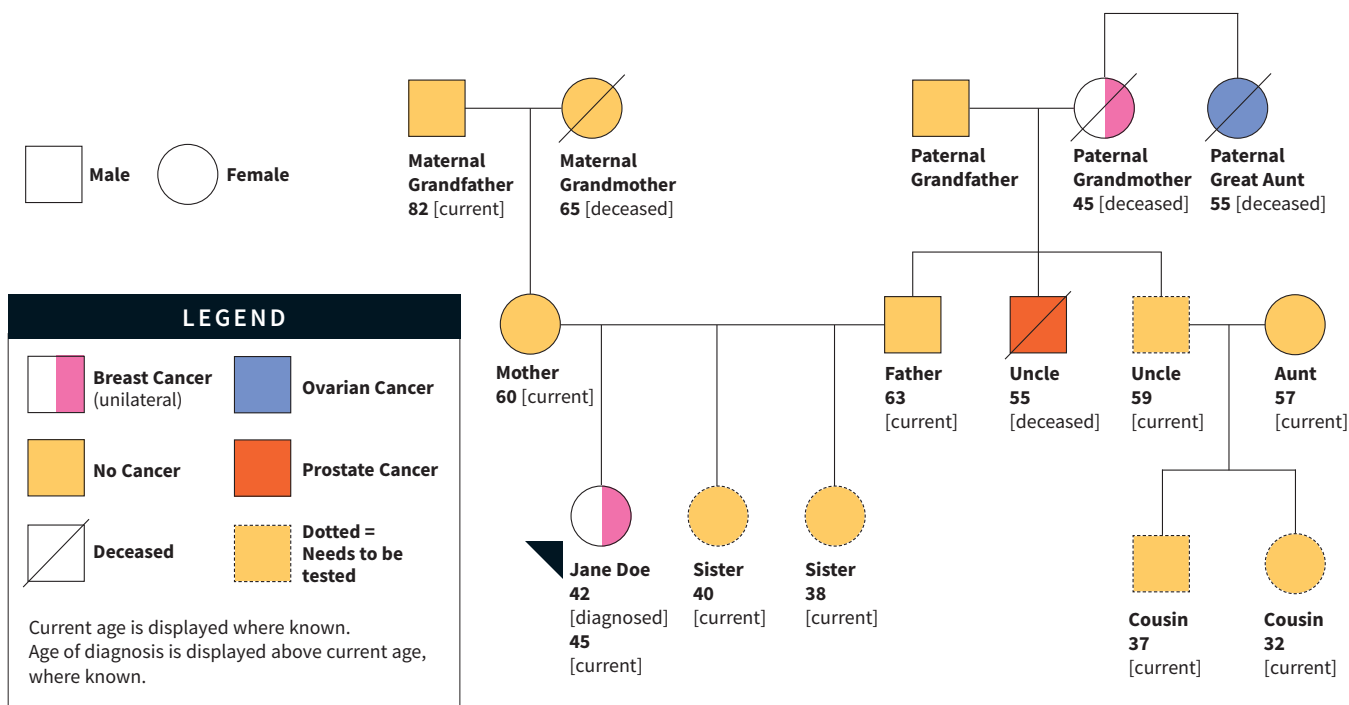 Male
Female
Maternal
Grandfather
82 [current]
Maternal
Grandmother
65 [deceased]
Paternal
Grandfather
Paternal
Grandmother
45 [deceased]
Paternal
Great Aunt
55 [deceased]
LEGEND
Breast Cancer
(unilateral)
Ovarian Cancer
No Cancer
Prostate Cancer
Deceased
Dotted =
Needs to be
tested
Current age is displayed where known.
Age of diagnosis is displayed above current age,
where known.
Mother
60 [current]
Father
63
[current]
Uncle
55
[deceased]
Uncle
59
[current]
Aunt
57
[current]
Jane Doe
42
[diagnosed]
45
[current]
Sister
40
[current]
Sister
38
[current]
Cousin
37
[current]
Cousin
32
[current]